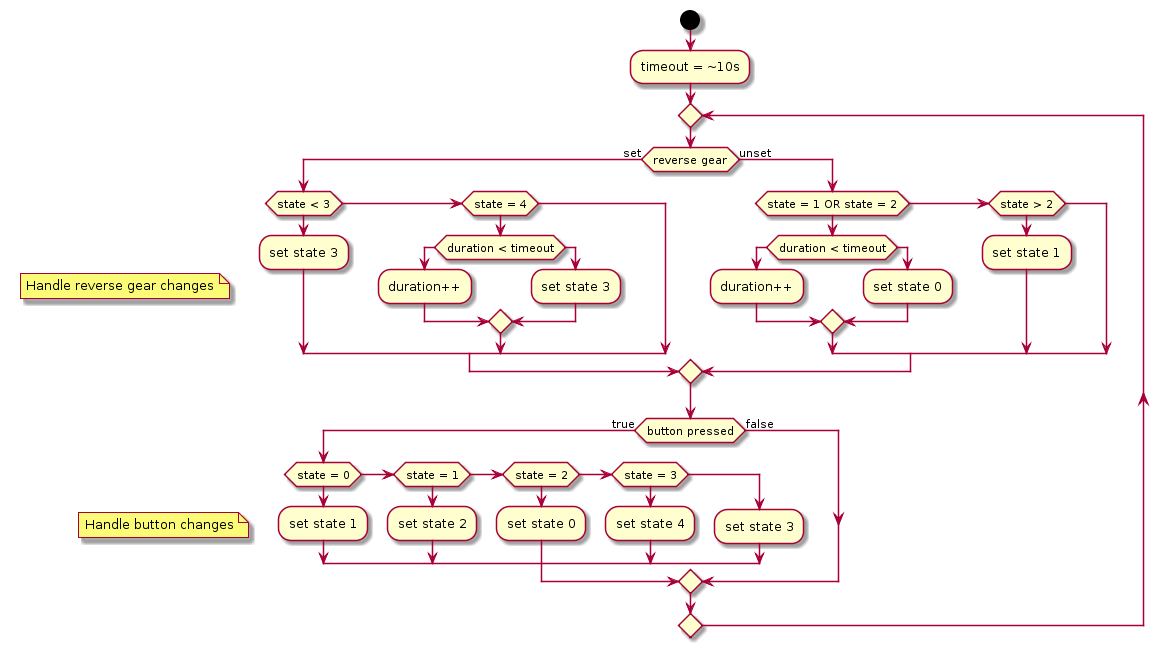 timeout = ~10s
set
reverse gear
unset
state < 3
state = 4
state = 1 OR state = 2
state > 2
set state 3
duration < timeout
duration < timeout
set state 1
Handle reverse gear changes
duration++
set state 3
duration++
set state 0
true
button pressed
false
state = 0
state = 1
state = 2
state = 3
Handle button changes
set state 1
set state 2
set state 0
set state 4
set state 3